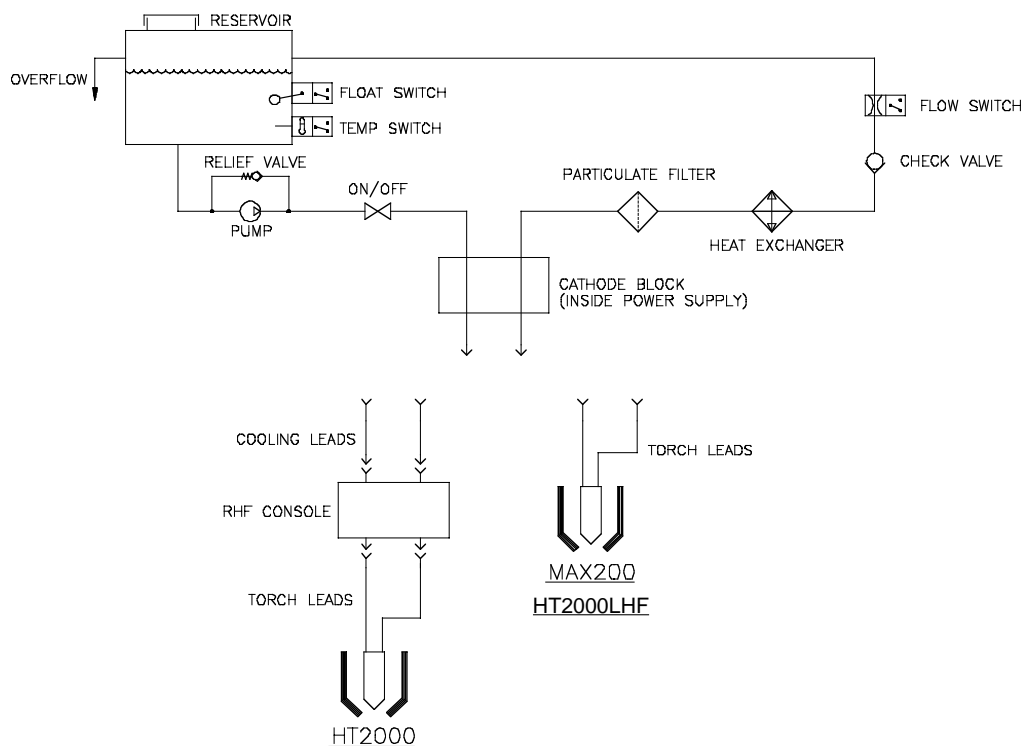 RESERVOIR
OVERFLOW
FLOAT SWITCH
TEMP SWITCH
FLOW SWITCH
RELIEF VALVE
CHECK VALVE
PARTICULATE FILTER
ON/OFF
PUMP
HEAT EXCHANGER
CATHODE BLOCK
(INSIDE POWER SUPPLY)
COOLING LEADS
TORCH LEADS
RHF CONSOLE
MAX200
HT2000LHF
TORCH LEADS
HT2000